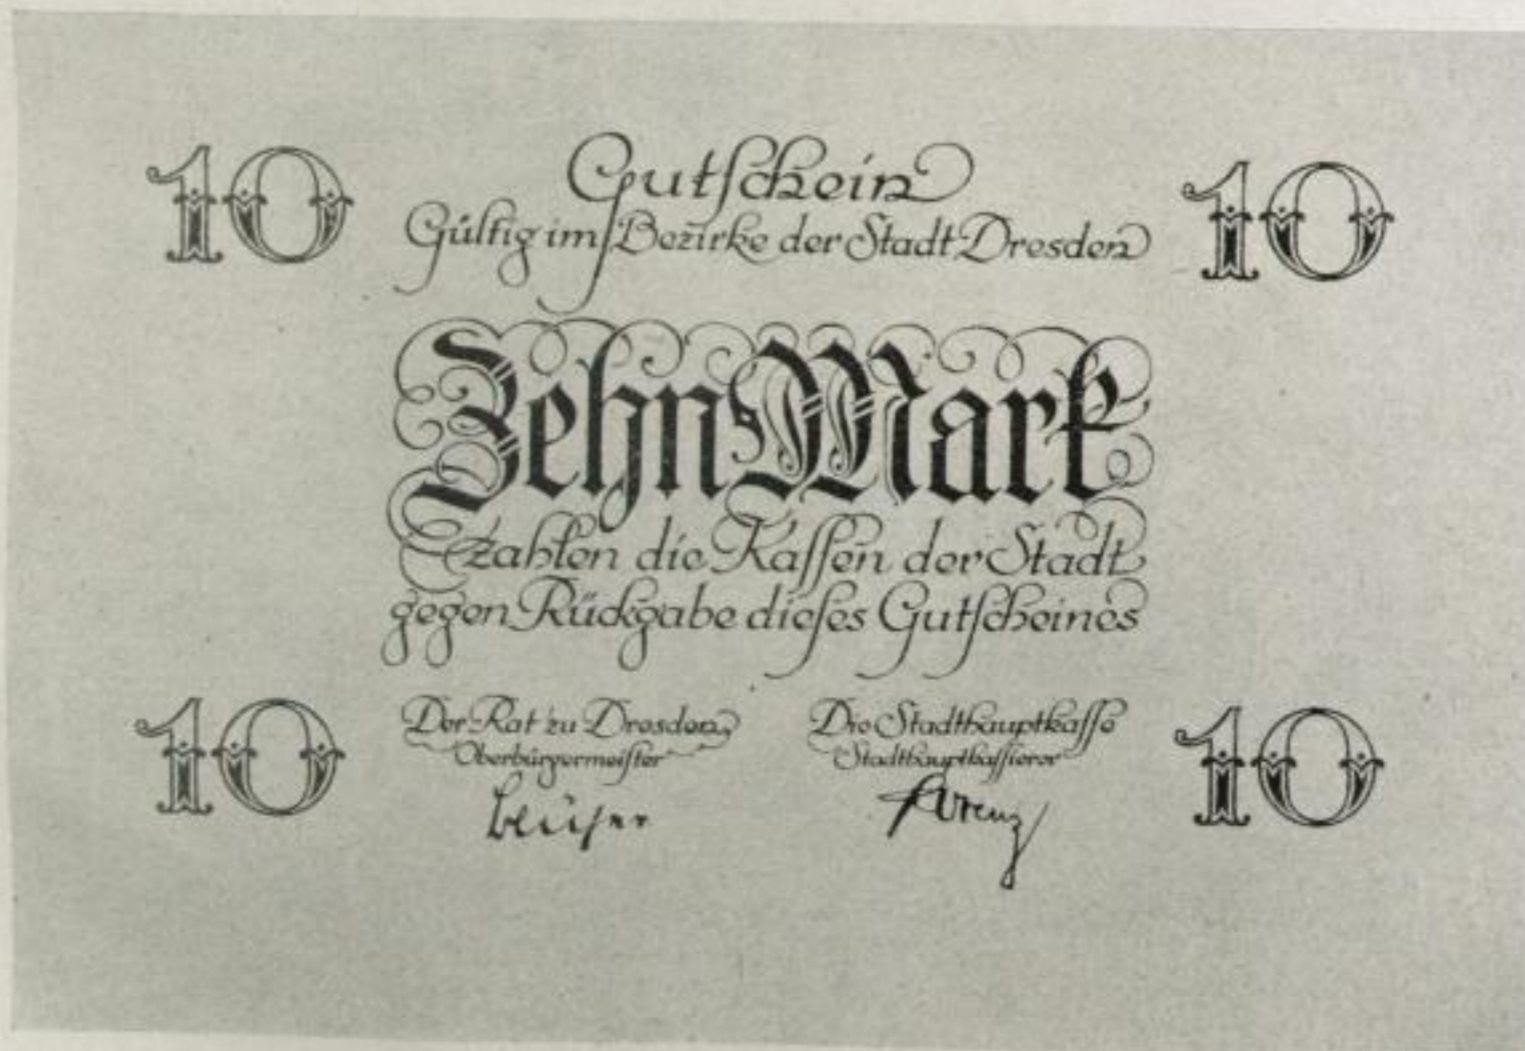 10 Gutſchein 10
Gültig im Bezirke der Stadt Dresden
Zehn Mark
zahlen die Kaſſen der Stadt
gegen Rückgabe dieſes Gutſcheines
10 Der Rat zu Dresden Die Stadthauptkaſſe 10
Oberbürgermeiſter Stadthauptkaſſierer
Blüher